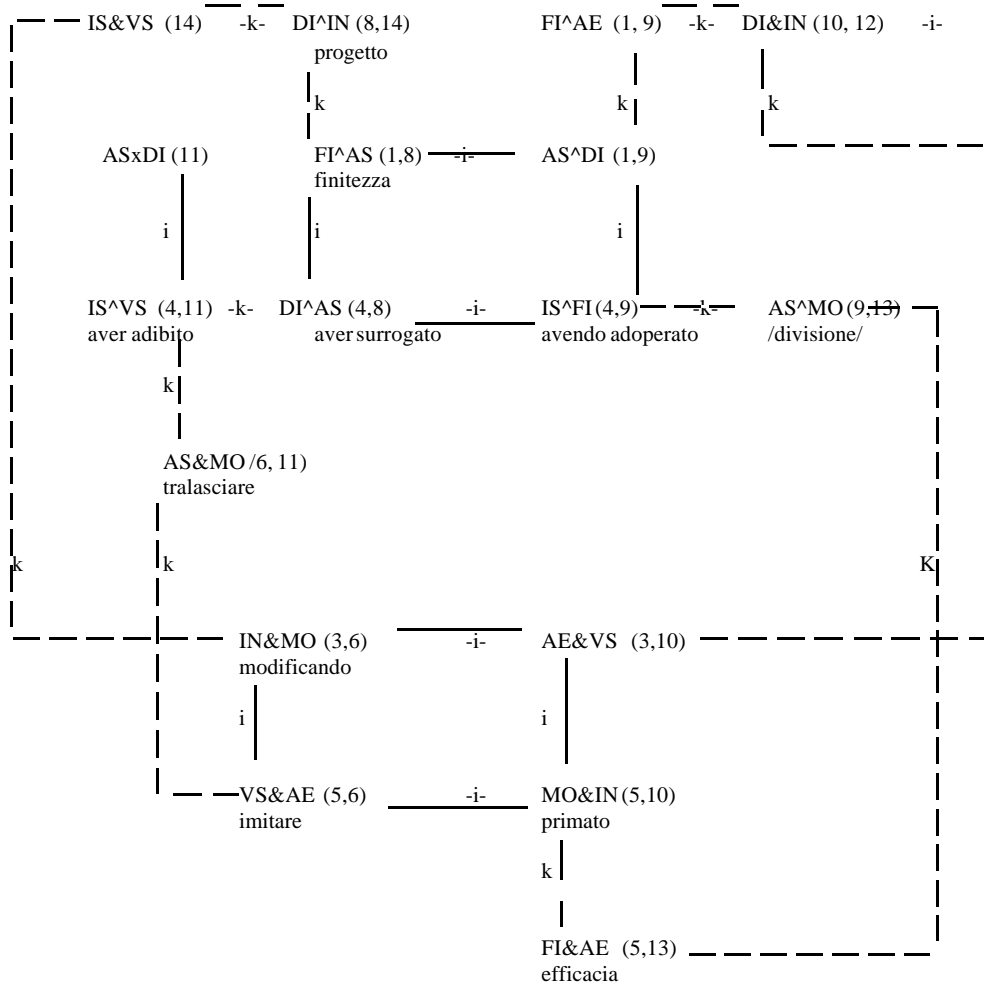 IS&VS (14) -k- DI^IN (8,14) FI^AE (1, 9) -k- DI&IN (10, 12) -i-
progetto
k k k
ASxDI (11) FI^AS (1,8) -i- AS^DI (1,9)
finitezza
i i i
IS^VS (4,11) -k- DI^AS (4,8) -i- IS^FI (4,9) -k- AS^MO (9,13)
aver adibito aver surrogato avendo adoperato /divisione/
k
AS&MO /6, 11)
tralasciare
k k K
IN&MO (3,6) -i- AE&VS (3,10)
modificando
i i
VS&AE (5,6) -i- MO&IN (5,10)
imitare primato
k
FI&AE (5,13)
efficacia